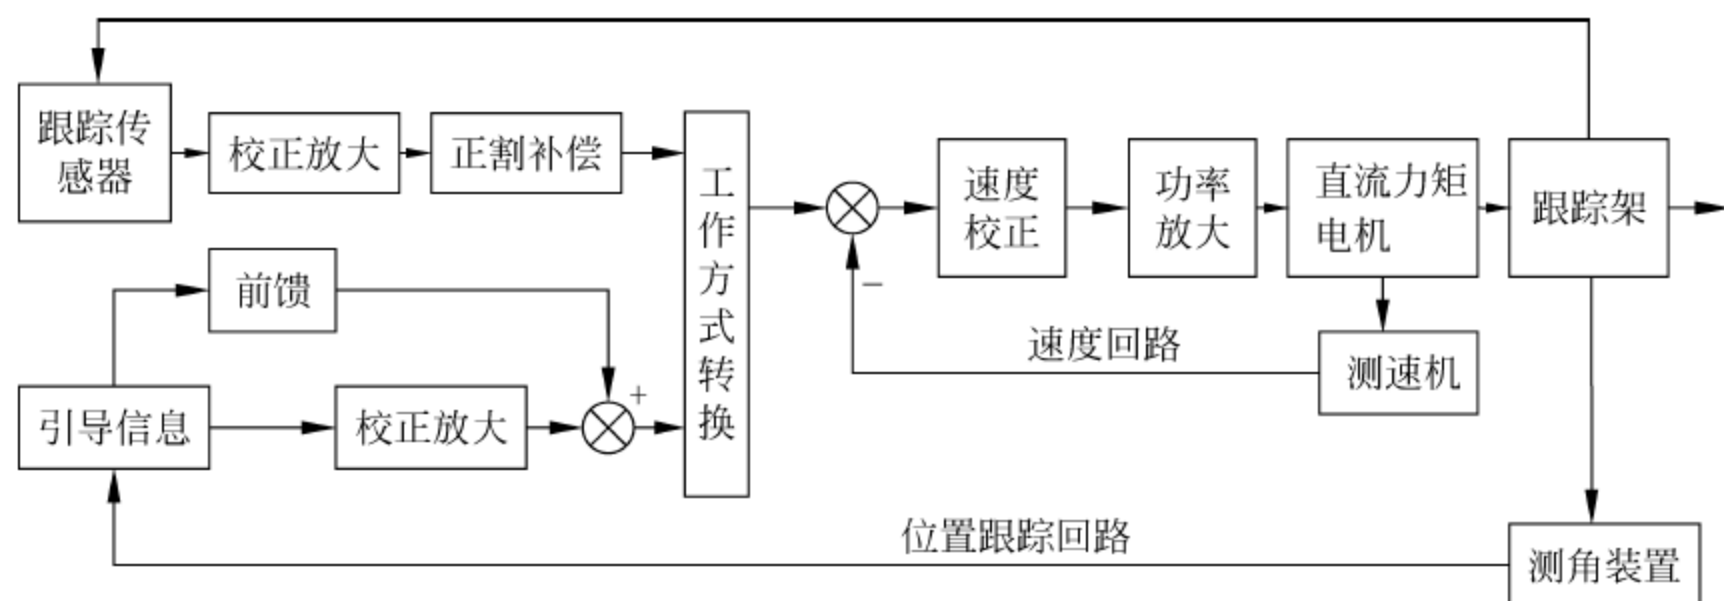 跟踪传
感器
校正放大
正割补偿
工
作
方
式
转
换
速度
校正
功率
放大
直流力矩
电机
跟踪架
前馈
−
速度回路
测速机
引导信息
校正放大
+
位置跟踪回路
测角装置